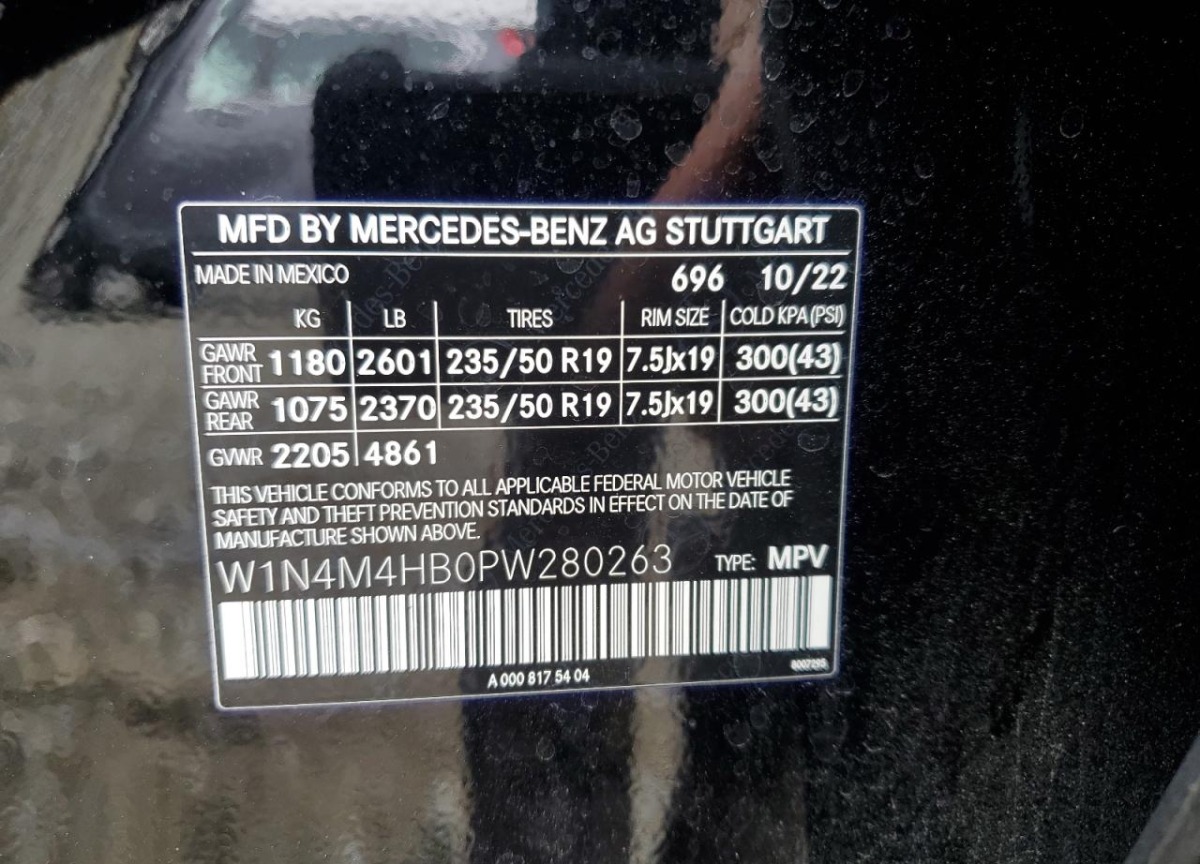 MFD BY MERCEDES-BENZ AG STUTTGART
MADE IN MEXICO 696 10/22
KG LB TIRES RIM SIZE COLD KPA(PSI)
GAWR FRONT 1180 2601 235/50 R19 7.5Jx19 300(43)
GAWR REAR 1075 2370 235/50 R19 7.5Jx19 300(43)
GVWR 2205 4861
THIS VEHICLE CONFORMS TO ALL APPLICABLE FEDERAL MOTOR VEHICLE
SAFETY AND THEFT PREVENTION STANDARDS IN EFFECT ON THE DATE OF
MANUFACTURE SHOWN ABOVE.
W1N4M4HB0PW280263 TYPE: MPV
A 000 817 54 04